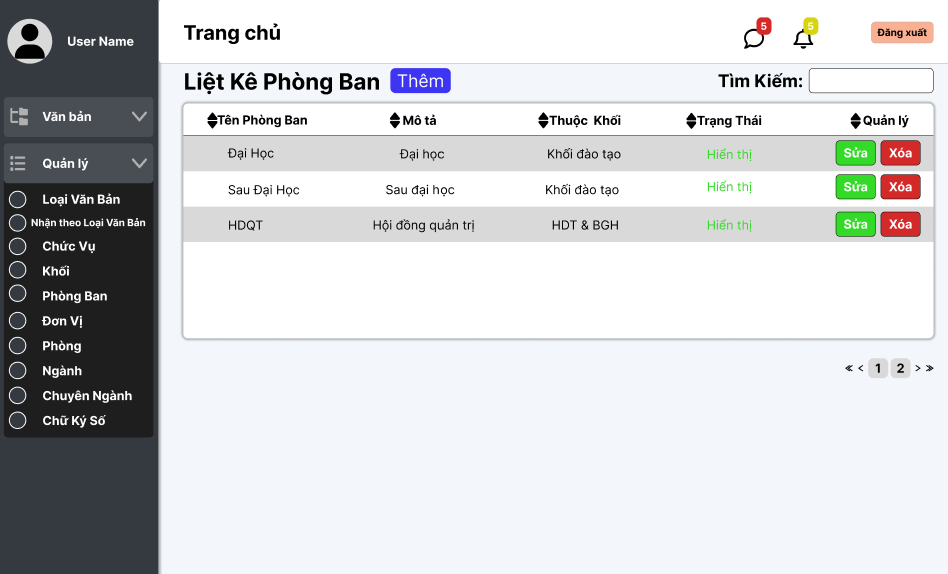 User Name
Trang chủ
5
5
Đăng xuất
Liệt Kê Phòng Ban
Thêm
Tìm Kiếm:
Văn bản
Quản lý
Loại Văn Bản
Nhận theo Loại Văn Bản
Chức Vụ
Khối
Phòng Ban
Đơn Vị
Phòng
Ngành
Chuyên Ngành
Chữ Ký Số
Tên Phòng Ban Mô tả Thuộc Khối Trạng Thái Quản lý
Đại Học Đại học Khối đào tạo Hiển thị Sửa Xóa
Sau Đại Học Sau đại học Khối đào tạo Hiển thị Sửa Xóa
HDQT Hội đồng quản trị HDT & BGH Hiển thị Sửa Xóa
« < 1 2 > »